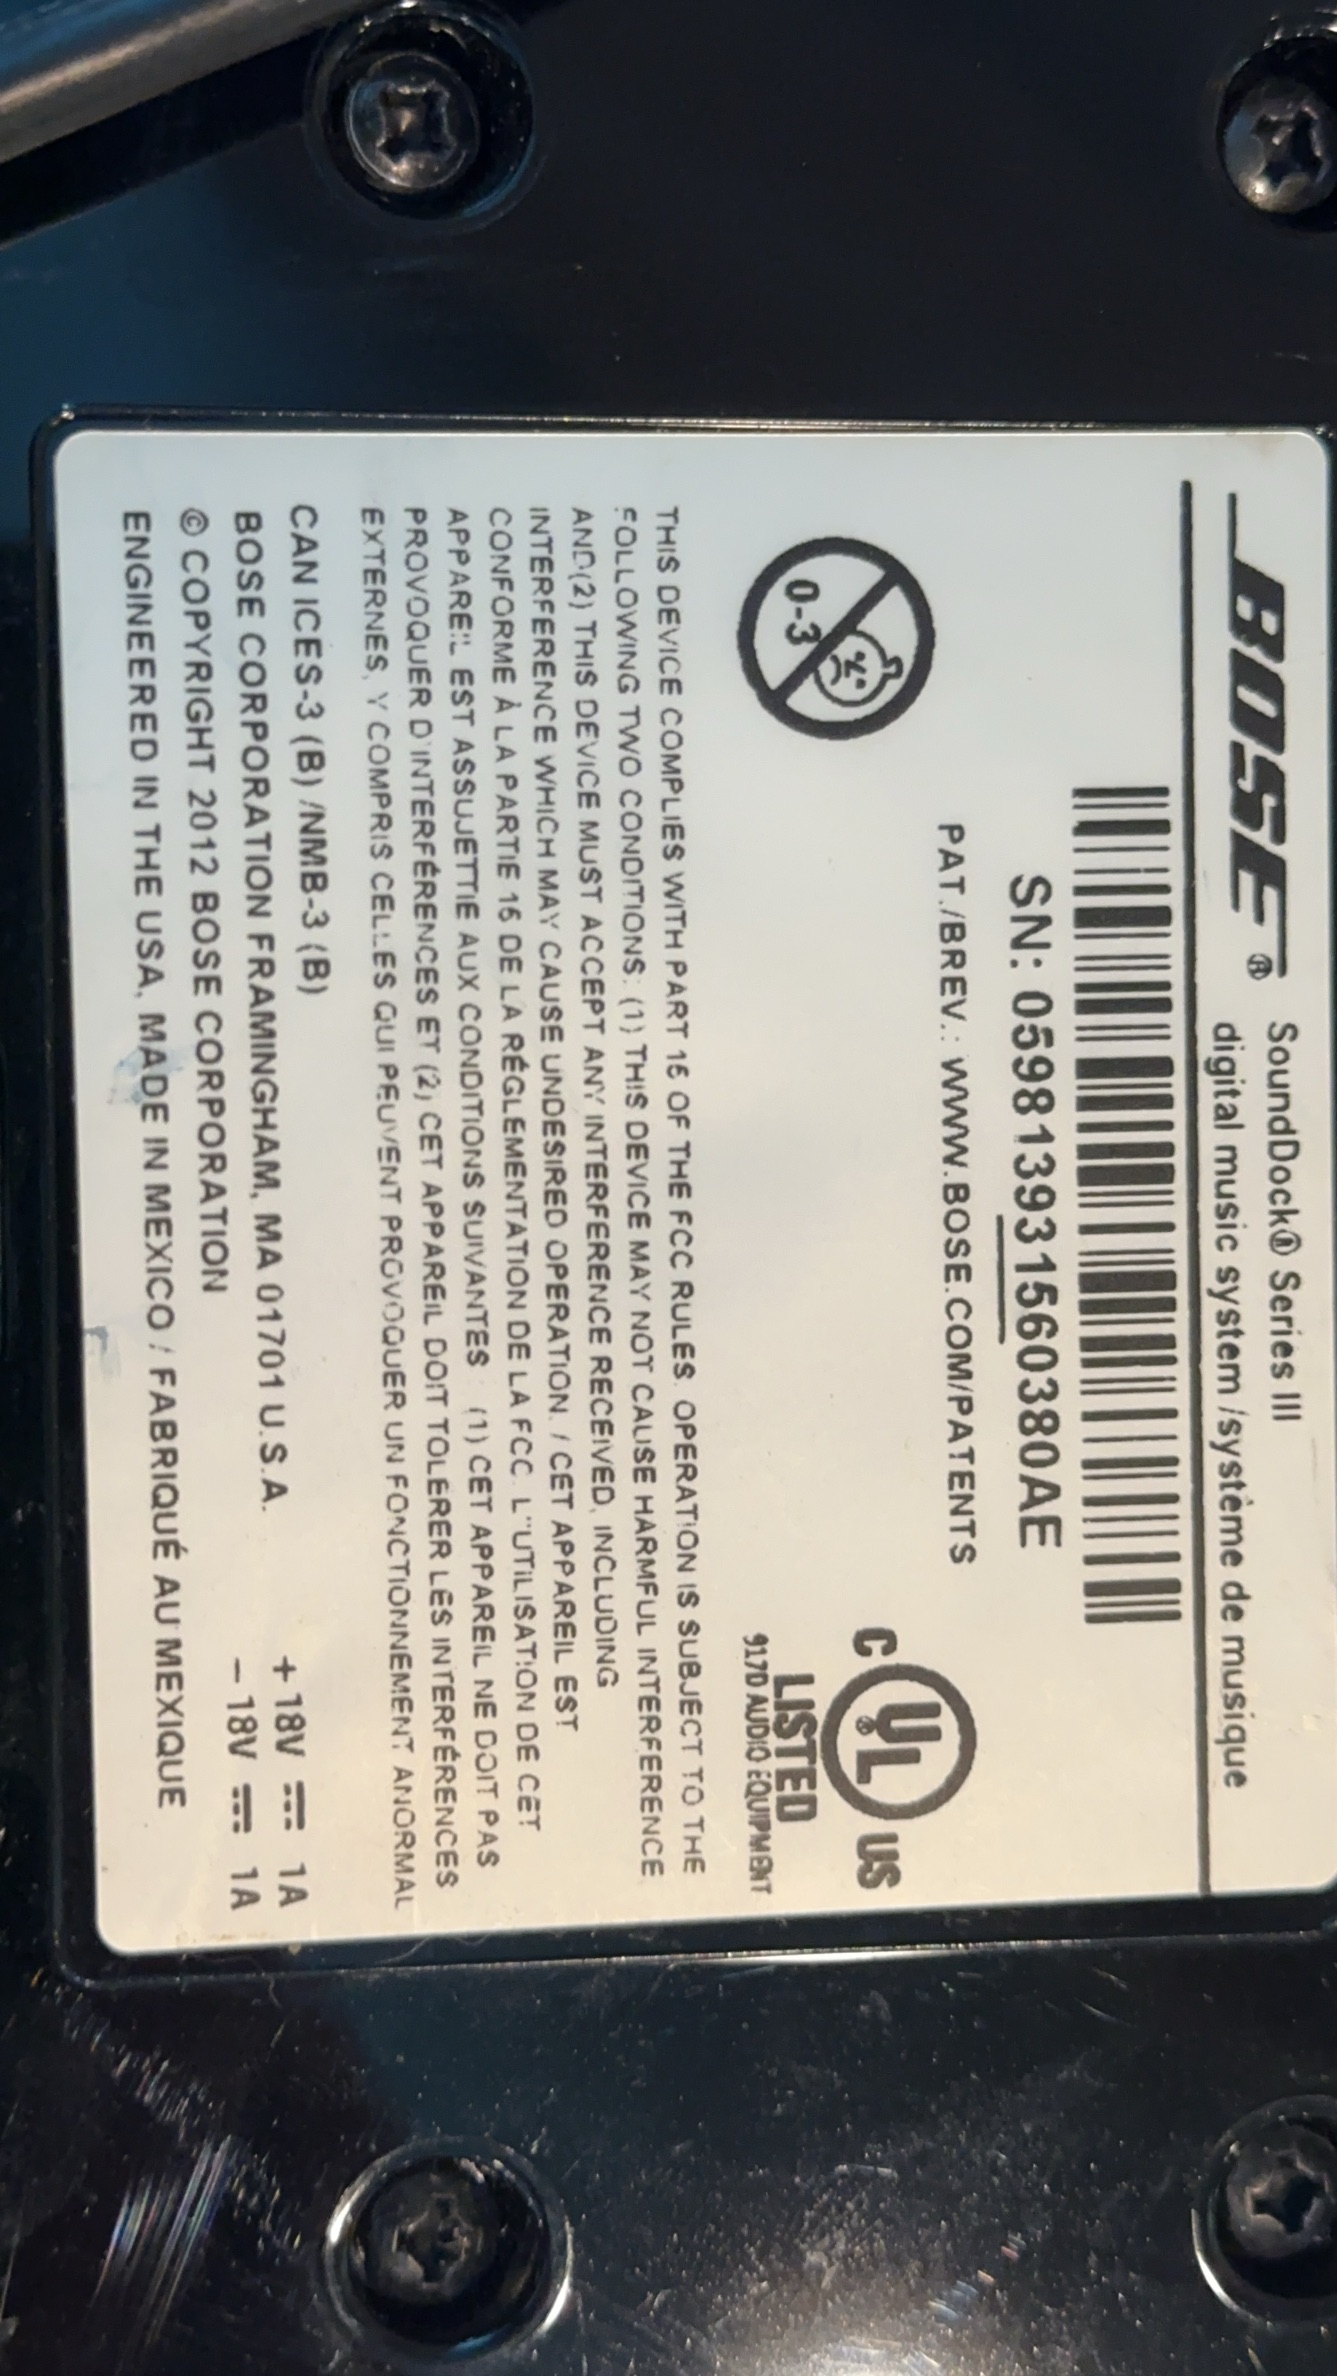 BOSE® SoundDock® Series III
digital music system /système de musique
SN: 059813931560380AE
PAT./BREV.: WWW.BOSE.COM/PATENTS
0-3
C UL® US
LISTED
917D AUDIO EQUIPMENT
THIS DEVICE COMPLIES WITH PART 15 OF THE FCC RULES. OPERATION IS SUBJECT TO THE
FOLLOWING TWO CONDITIONS: (1) THIS DEVICE MAY NOT CAUSE HARMFUL INTERFERENCE
AND(2) THIS DEVICE MUST ACCEPT ANY INTERFERENCE RECEIVED, INCLUDING
INTERFERENCE WHICH MAY CAUSE UNDESIRED OPERATION. / CET APPAREIL EST
CONFORME À LA PARTIE 15 DE LA RÉGLEMENTATION DE LA FCC. L''UTILISATION DE CET
APPAREIL EST ASSUJETTIE AUX CONDITIONS SUIVANTES : (1) CET APPAREIL NE DOIT PAS
PROVOQUER D'INTERFÉRENCES ET (2) CET APPAREIL DOIT TOLÉRER LES INTERFÉRENCES
EXTERNES, Y COMPRIS CELLES QUI PEUVENT PROVOQUER UN FONCTIONNEMENT ANORMAL
CAN ICES-3 (B) /NMB-3 (B)
BOSE CORPORATION FRAMINGHAM, MA 01701 U.S.A.
+18V ⎓ 1A
© COPYRIGHT 2012 BOSE CORPORATION
−18V ⎓ 1A
ENGINEERED IN THE USA, MADE IN MEXICO / FABRIQUÉ AU MEXIQUE